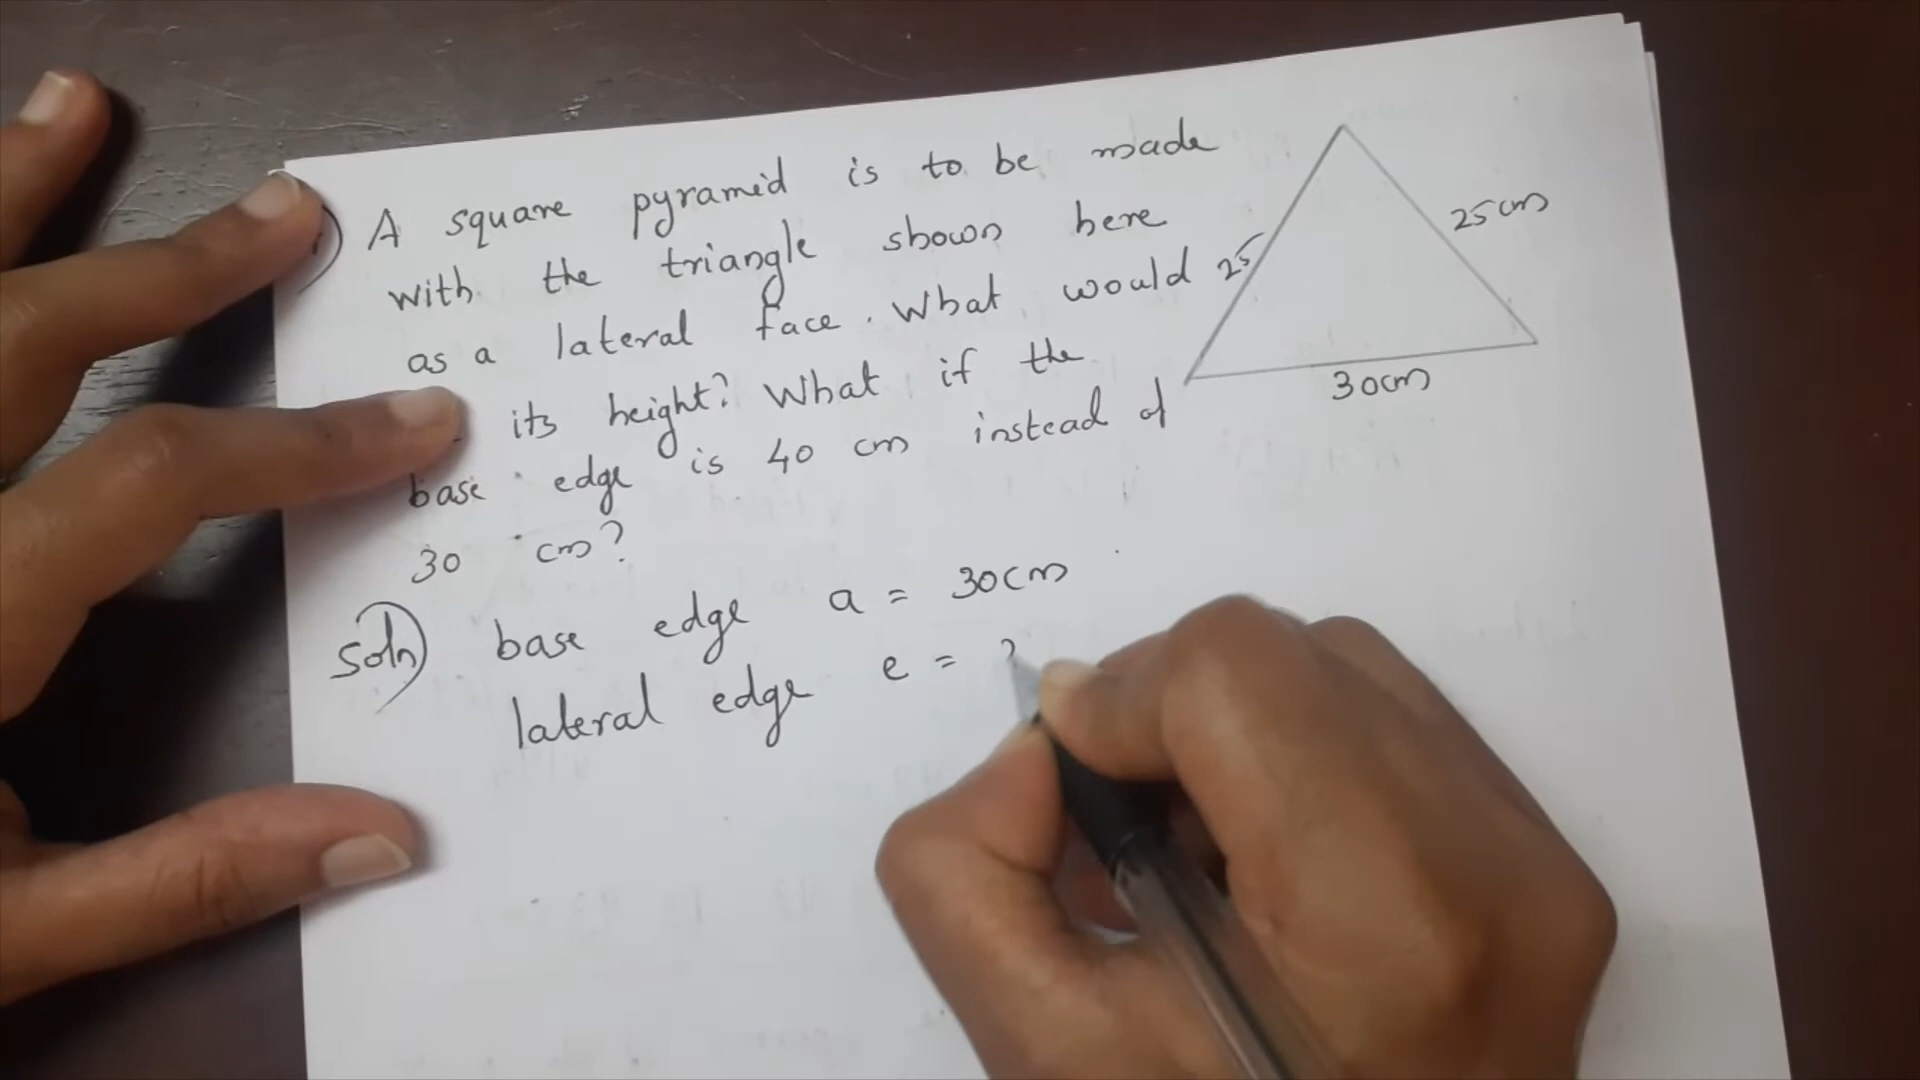 A square pyramid is to be made
with the triangle shown here
as a lateral face. What would
its height? What if the
base edge is 40 cm instead of
30 cm?
25
25cm
30cm
Soln) base edge a = 30cm
lateral edge e =